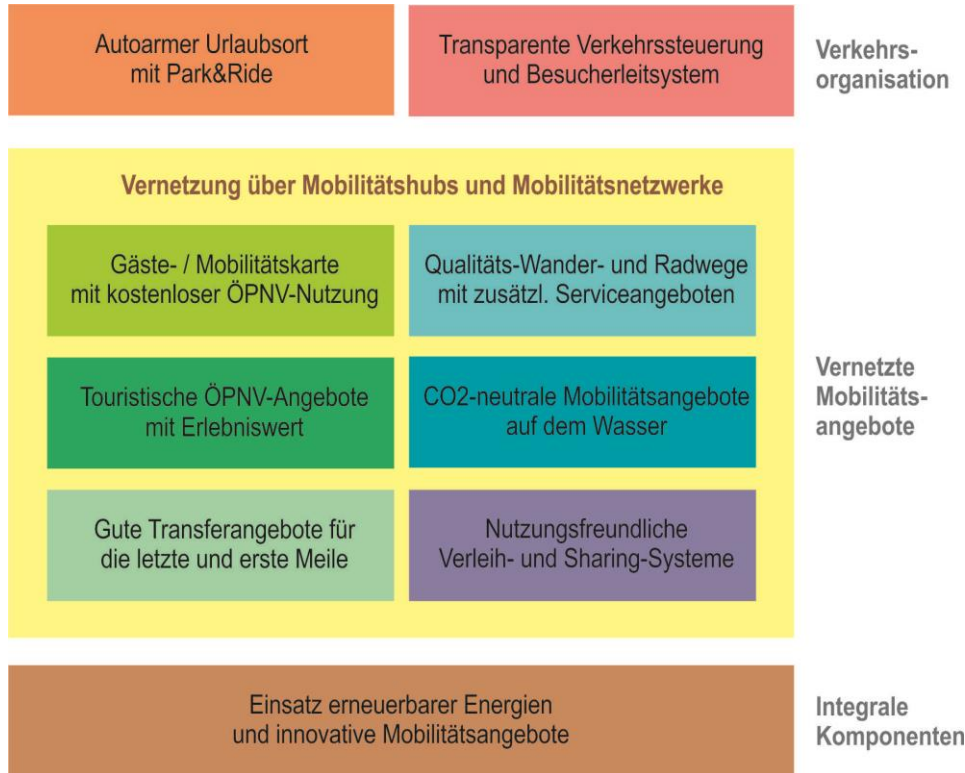 Autoarmer Urlaubsort
mit Park&Ride
Transparente Verkehrssteuerung
und Besucherleitsystem
Verkehrs-
organisation
Vernetzung über Mobilitätshubs und Mobilitätsnetzwerke
Gäste- / Mobilitätskarte
mit kostenloser ÖPNV-Nutzung
Qualitäts-Wander- und Radwege
mit zusätzl. Serviceangeboten
Touristische ÖPNV-Angebote
mit Erlebniswert
CO2-neutrale Mobilitätsangebote
auf dem Wasser
Gute Transferangebote für
die letzte und erste Meile
Nutzungsfreundliche
Verleih- und Sharing-Systeme
Vernetzte
Mobilitäts-
angebote
Einsatz erneuerbarer Energien
und innovative Mobilitätsangebote
Integrale
Komponenten